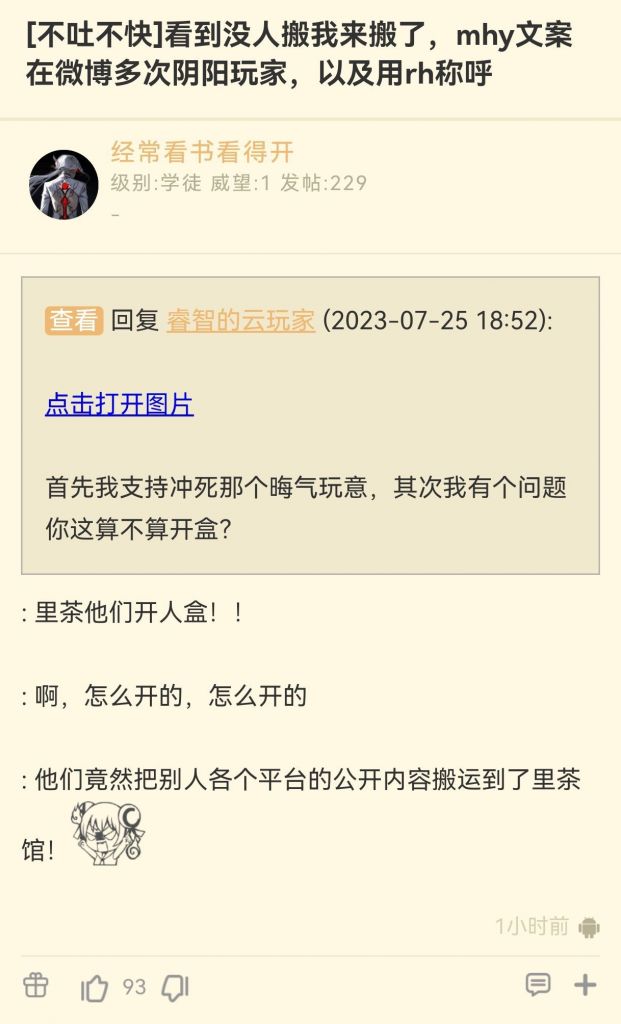 [不吐不快]看到没人搬我来搬了，mhy文案
在微博多次阴阳玩家，以及用rh称呼
经常看书看得开
级别:学徒 威望:1 发帖:229
-
查看 回复 睿智的云玩家 (2023-07-25 18:52):
点击打开图片
首先我支持冲死那个晦气玩意，其次我有个问题
你这算不算开盒？
: 里茶他们开人盒！！
: 啊，怎么开的，怎么开的
: 他们竟然把别人各个平台的公开内容搬运到了里茶
馆！
1小时前
93